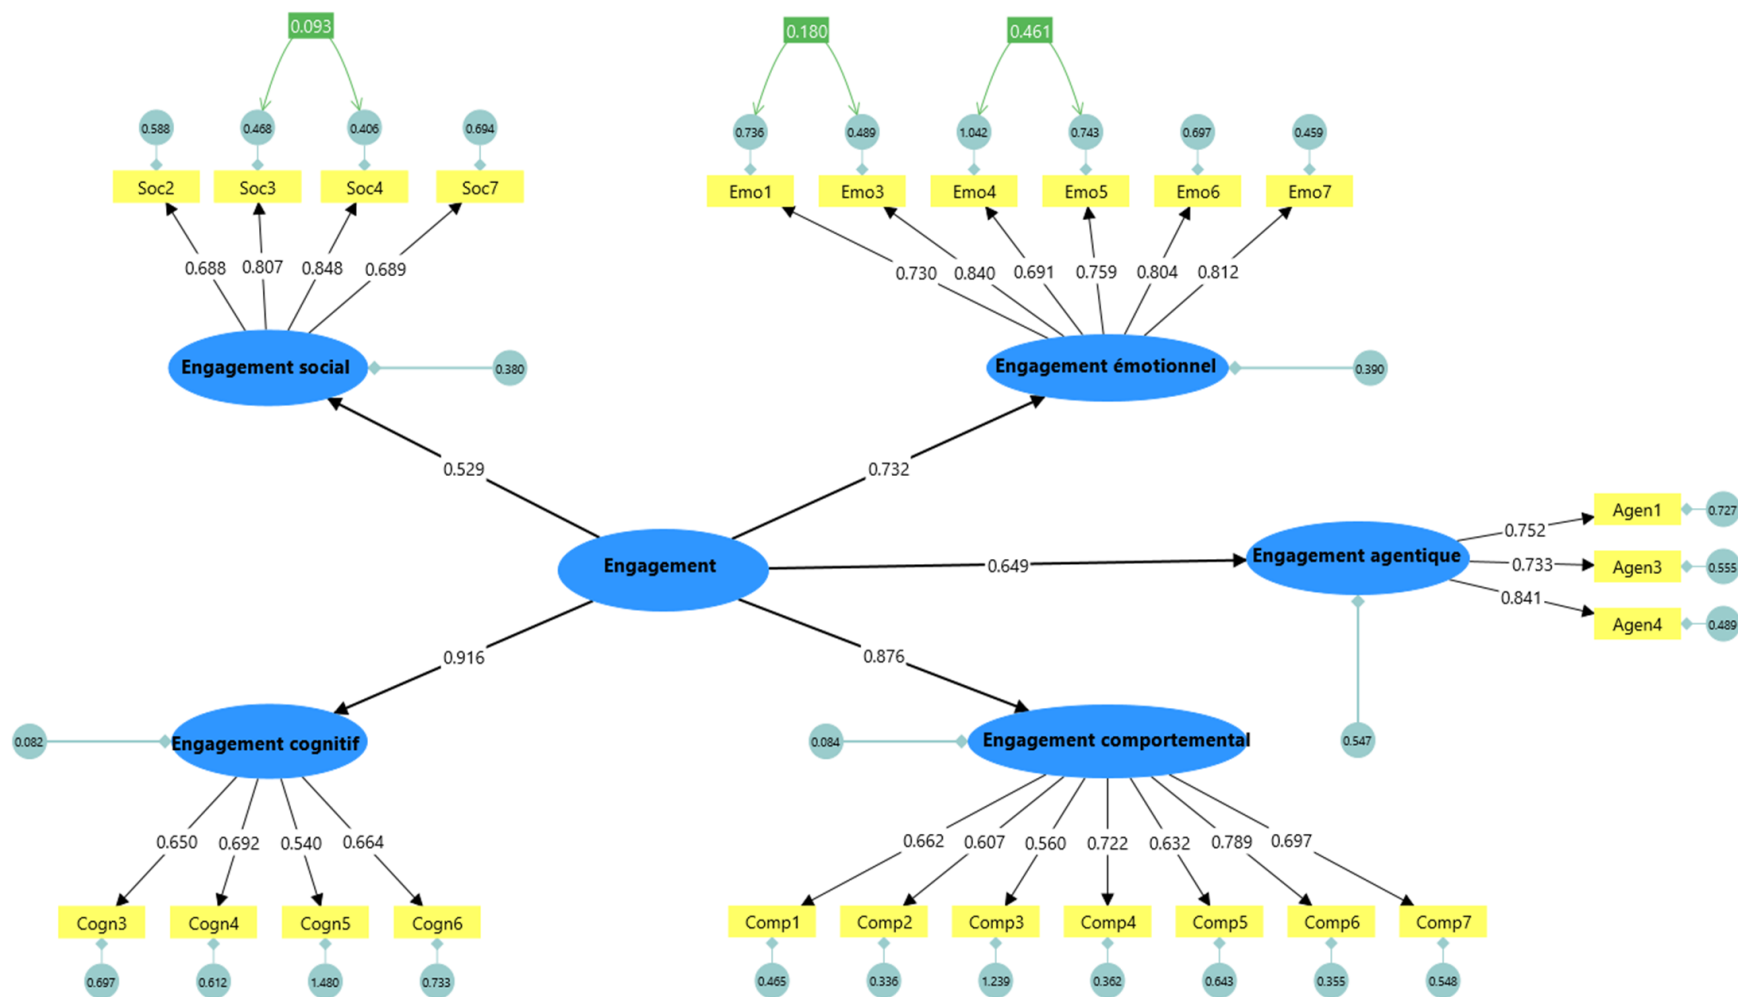 0.093
0.180
0.461
0.588
0.468
0.406
0.694
0.736
0.489
1.042
0.743
0.697
0.459
Soc2
Soc3
Soc4
Soc7
Emo1
Emo3
Emo4
Emo5
Emo6
Emo7
0.688
0.807
0.848
0.689
0.730
0.840
0.691
0.759
0.804
0.812
Engagement social
0.380
Engagement émotionnel
0.390
0.529
0.732
Agen1
0.727
0.752
Engagement
0.649
Engagement agentique
0.733
Agen3
0.555
0.841
Agen4
0.489
0.916
0.876
0.082
Engagement cognitif
0.084
Engagement comportemental
0.547
0.650
0.692
0.540
0.664
0.662
0.607
0.560
0.722
0.632
0.789
0.697
Cogn3
Cogn4
Cogn5
Cogn6
Comp1
Comp2
Comp3
Comp4
Comp5
Comp6
Comp7
0.697
0.612
1.480
0.733
0.465
0.336
1.239
0.362
0.643
0.355
0.548